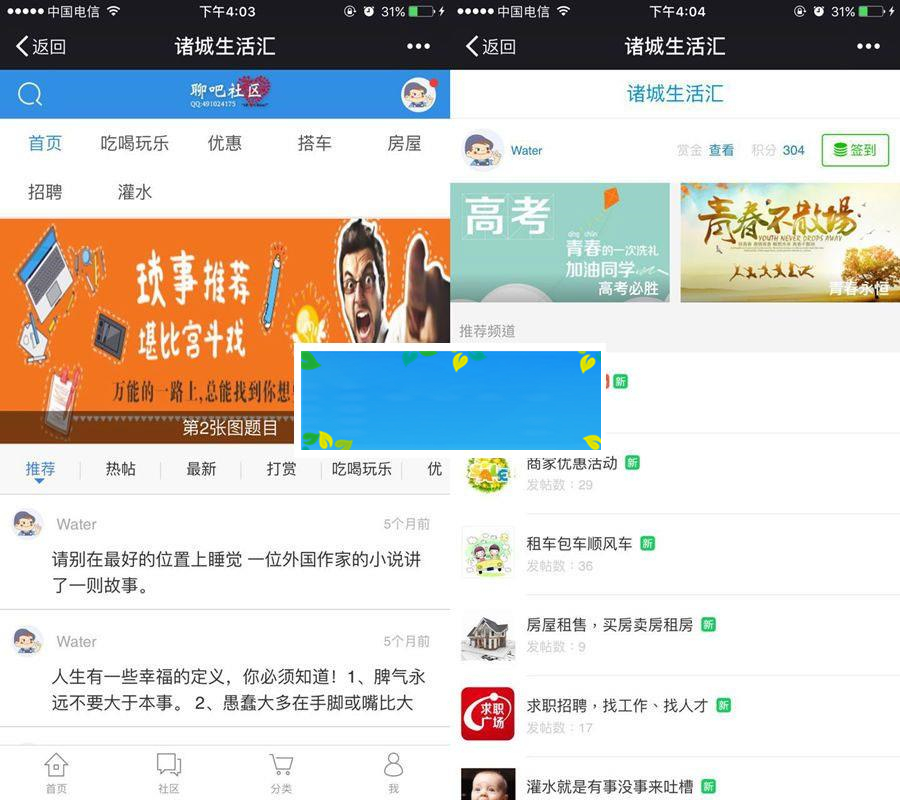 中国电信
下午4:03
31%
返回
诸城生活汇
聊吧社区
QQ:491024175
首页
吃喝玩乐
优惠
搭车
房屋
招聘
灌水
琐事推荐
堪比宫斗戏
万能的一路上,总能找到你想
第2张图题目
推荐
热帖
最新
打赏
吃喝玩乐
优
Water
5个月前
请别在最好的位置上睡觉 一位外国作家的小说讲
了一则故事。
Water
5个月前
人生有一些幸福的定义，你必须知道！1、脾气永
远不要大于本事。 2、愚蠢大多在手脚或嘴比大
首页
社区
分类
我
中国电信
下午4:04
31%
返回
诸城生活汇
诸城生活汇
Water
赏金 查看
积分 304
签到
高考
qīng chūn
青春的一次洗礼
加油同学
高考必胜
青春不散场
YOUTH NEVER DROPS AWAY
青春永恒
推荐频道
新
商家优惠活动 新
发帖数：29
租车包车顺风车 新
发帖数：36
房屋租售，买房卖房租房 新
发帖数：9
求职广场
求职招聘，找工作、找人才 新
发帖数：17
灌水就是有事没事来吐槽 新